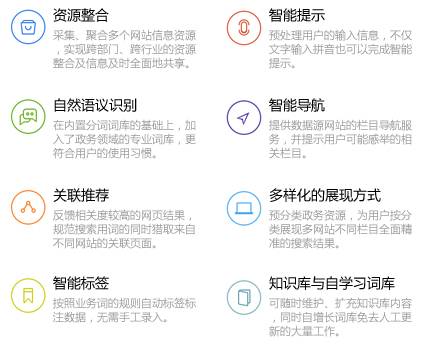 资源整合
采集、聚合多个网站信息资源
，实现跨部门、跨行业的资源
整合及信息及时全面地共享。
智能提示
预处理用户的输入信息，不仅
文字输入拼音也可以完成智能
提示。
自然语议识别
在内置分词词库的基础上，加
入了政务领域的专业词库，更
符合用户的使用习惯。
智能导航
提供数据源网站的栏目导航服
务，并提示用户可能感举的相
关栏目。
关联推荐
反馈相关度较高的网页结果，
规范搜索用词的同时猎取来自
不同网站的关联页面。
多样化的展现方式
预分类政务资源，为用户按分
类展现多网站不同栏目全面精
准的搜索结果。
智能标签
按照业务词的规则自动标签标
注数据，无需手工录入。
知识库与自学习词库
可随时维护、扩充知识库内容
，同时自增长词库免去人工更
新的大量工作。